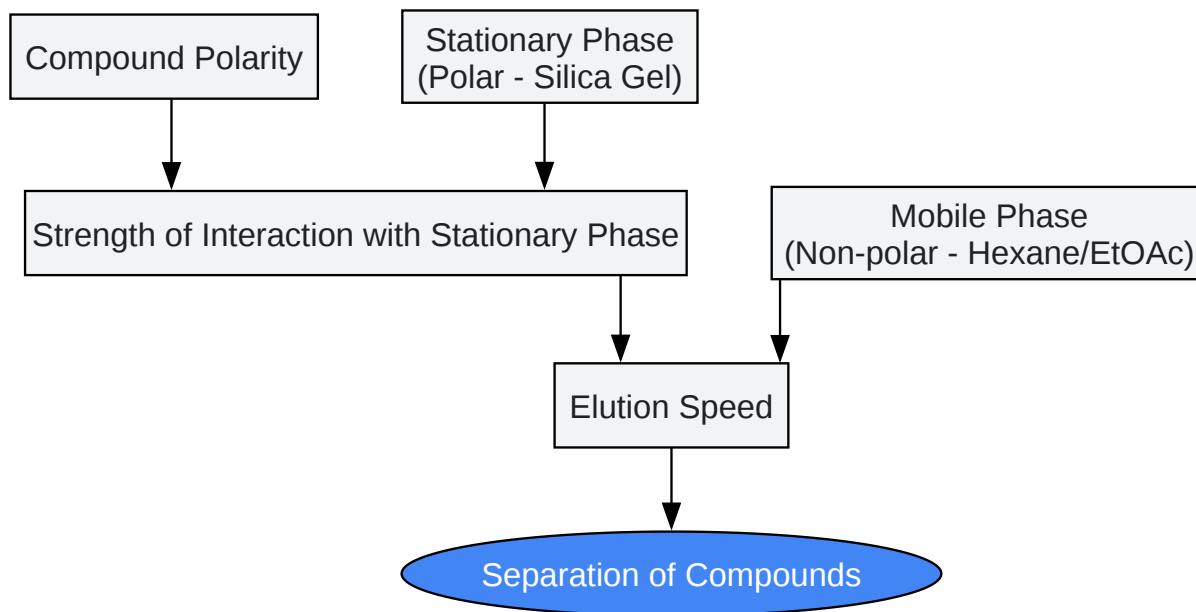 Compound Polarity
Stationary Phase
(Polar - Silica Gel)
Strength of Interaction with Stationary Phase
Mobile Phase
(Non-polar - Hexane/EtOAc)
Elution Speed
Separation of Compounds